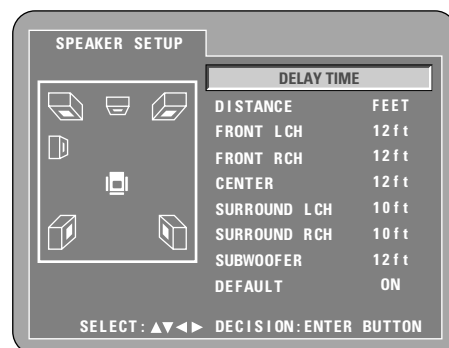 SPEAKER SETUP
DELAY TIME
DISTANCE FEET
FRONT LCH 12ft
FRONT RCH 12ft
CENTER 12ft
SURROUND LCH 10ft
SURROUND RCH 10ft
SUBWOOFER 12ft
DEFAULT ON
SELECT:▲▼◀▶ DECISION:ENTER BUTTON